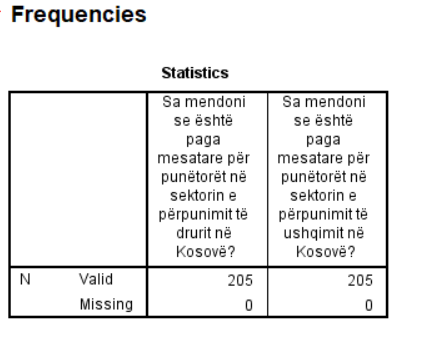 Frequencies
Statistics
Sa mendoni
se është
paga
mesatare për
punëtorët në
sektorin e
përpunimit të
drurit në
Kosovë?
Sa mendoni
se është
paga
mesatare për
punëtorët në
sektorin e
përpunimit të
ushqimit në
Kosovë?
N Valid 205 205
Missing 0 0